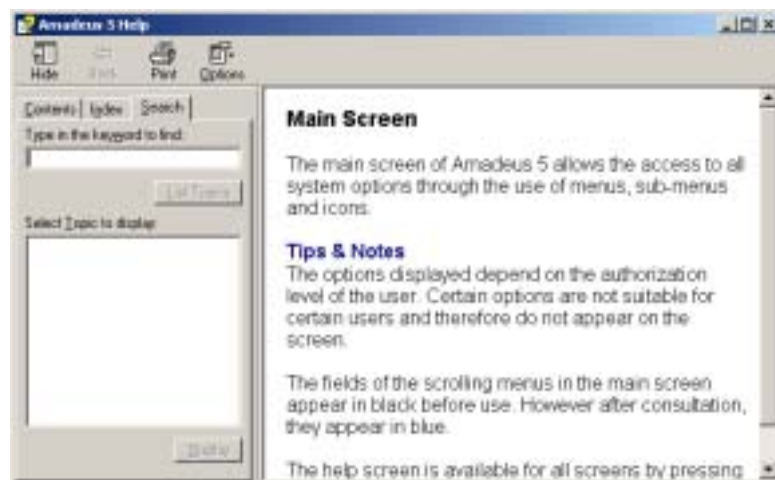 Amadeus 5 Help
Hide Back Print Options
Contents Index Search
Type in the keyword to find:
List Topics
Select Topic to display:
Display
Main Screen
The main screen of Amadeus 5 allows the access to all
system options through the use of menus, sub-menus
and icons.
Tips & Notes
The options displayed depend on the authorization
level of the user. Certain options are not suitable for
certain users and therefore do not appear on the
screen.
The fields of the scrolling menus in the main screen
appear in black before use. However after consultation,
they appear in blue.
The help screen is available for all screens by pressing